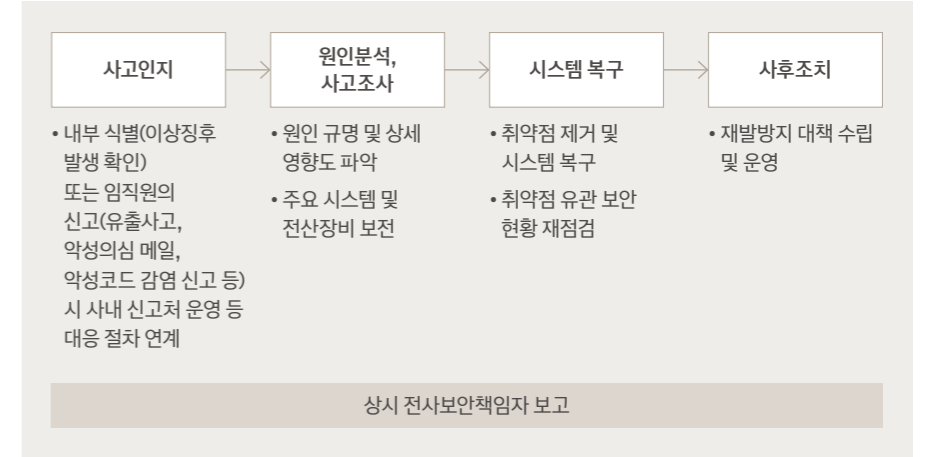 사고인지
원인분석,
사고조사
시스템 복구
사후조치
• 내부 식별(이상징후
발생 확인)
또는 임직원의
신고(유출사고,
악성의심 메일,
악성코드 감염 신고 등)
시 사내 신고처 운영 등
대응 절차 연계
• 원인 규명 및 상세
영향도 파악
• 주요 시스템 및
전산장비 보전
• 취약점 제거 및
시스템 복구
• 취약점 유관 보안
현황 재점검
• 재발방지 대책 수립
및 운영
상시 전사보안책임자 보고